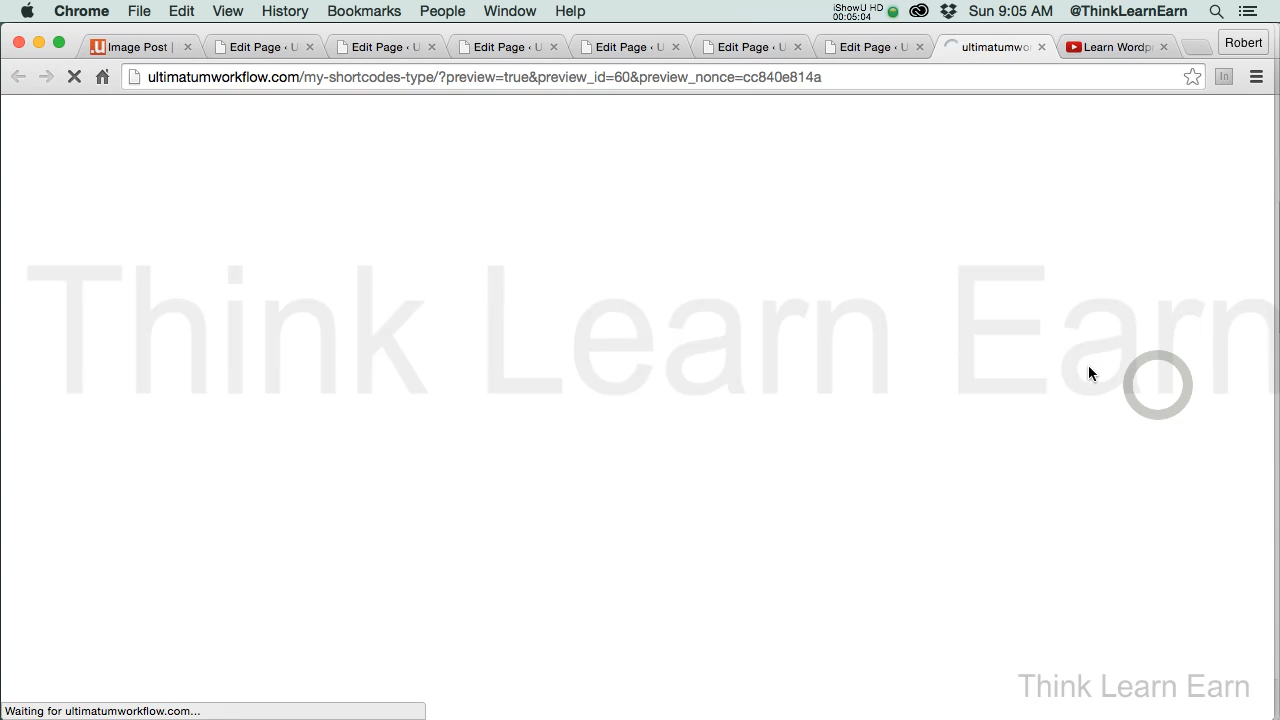 Chrome File Edit View History Bookmarks People Window Help iShowU HD 00:05:04 Sun 9:05 AM @ThinkLearnEarn
Image Post | Edit Page ‹ U Edit Page ‹ U Edit Page ‹ U Edit Page ‹ U Edit Page ‹ U Edit Page ‹ U ultimatumwo Learn Wordp Robert
ultimatumworkflow.com/my-shortcodes-type/?preview=true&preview_id=60&preview_nonce=cc840e814a In
Think Learn Earn
Think Learn Earn
Waiting for ultimatumworkflow.com...